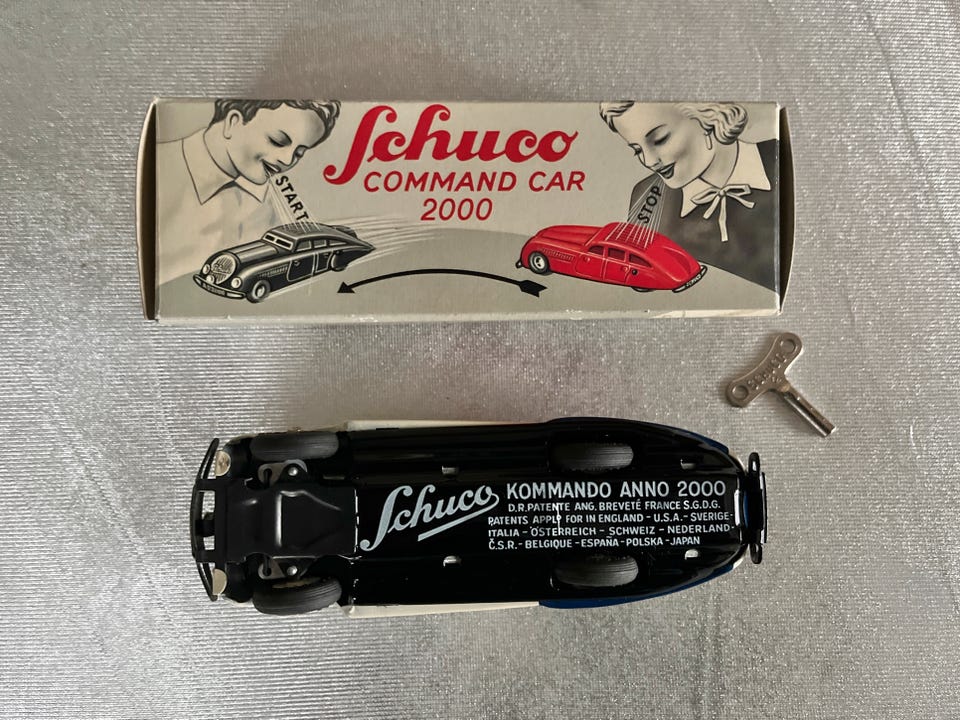 Schuco
COMMAND CAR
2000
START
STOP
SCHUCO
Schuco
KOMMANDO ANNO 2000
D.R.PATENTE ANG. BREVETÉ FRANCE S.G.D.G.
PATENTS APPLY FOR IN ENGLAND - U.S.A. - SVERIGE -
ITALIA - ÖSTERREICH - SCHWEIZ - NEDERLAND -
Č.S.R. - BELGIQUE - ESPAÑA - POLSKA - JAPAN